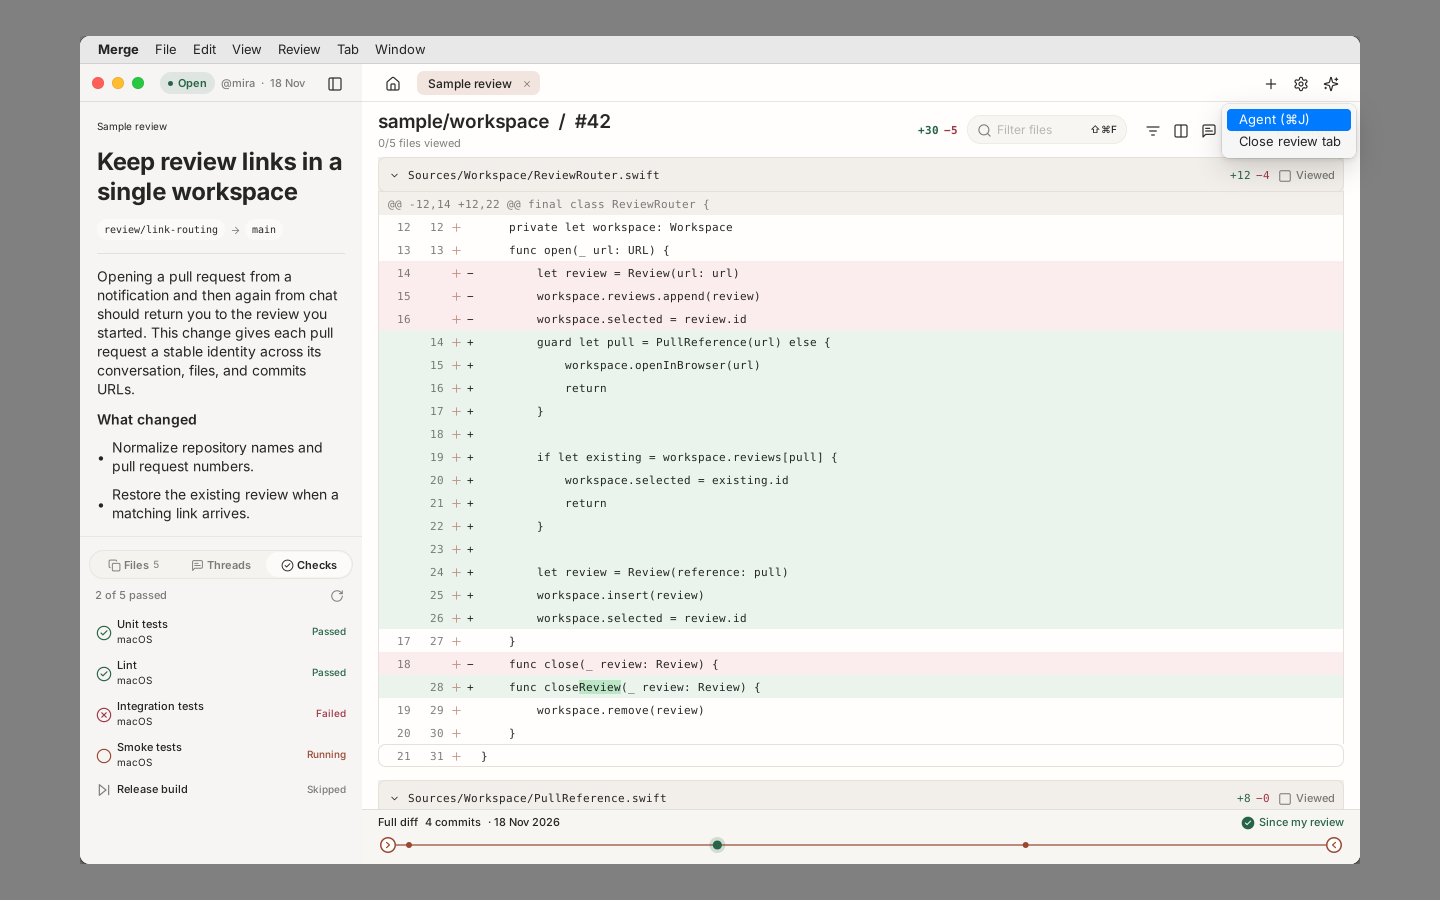 Merge File Edit View Review Tab Window
Open @mira · 18 Nov
Sample review
Agent (⌘J)
Close review tab
Sample review
Keep review links in a
single workspace
review/link-routing → main
Opening a pull request from a
notification and then again from chat
should return you to the review you
started. This change gives each pull
request a stable identity across its
conversation, files, and commits
URLs.
What changed
• Normalize repository names and
pull request numbers.
• Restore the existing review when a
matching link arrives.
Files 5 Threads Checks
2 of 5 passed
Unit tests
macOS
Passed
Lint
macOS
Passed
Integration tests
macOS
Failed
Smoke tests
macOS
Running
Release build Skipped
sample/workspace / #42
0/5 files viewed
+30 −5 Filter files ⇧⌘F
Sources/Workspace/ReviewRouter.swift +12 −4 Viewed
@@ -12,14 +12,22 @@ final class ReviewRouter {
12 12 + private let workspace: Workspace
13 13 + func open(_ url: URL) {
14 + − let review = Review(url: url)
15 + − workspace.reviews.append(review)
16 + − workspace.selected = review.id
14 + + guard let pull = PullReference(url) else {
15 + + workspace.openInBrowser(url)
16 + + return
17 + + }
18 + +
19 + + if let existing = workspace.reviews[pull] {
20 + + workspace.selected = existing.id
21 + + return
22 + + }
23 + +
24 + + let review = Review(reference: pull)
25 + + workspace.insert(review)
26 + + workspace.selected = review.id
17 27 + }
18 + − func close(_ review: Review) {
28 + + func closeReview(_ review: Review) {
19 29 + workspace.remove(review)
20 30 + }
21 31 + }
Sources/Workspace/PullReference.swift +8 −0 Viewed
Full diff 4 commits · 18 Nov 2026 Since my review